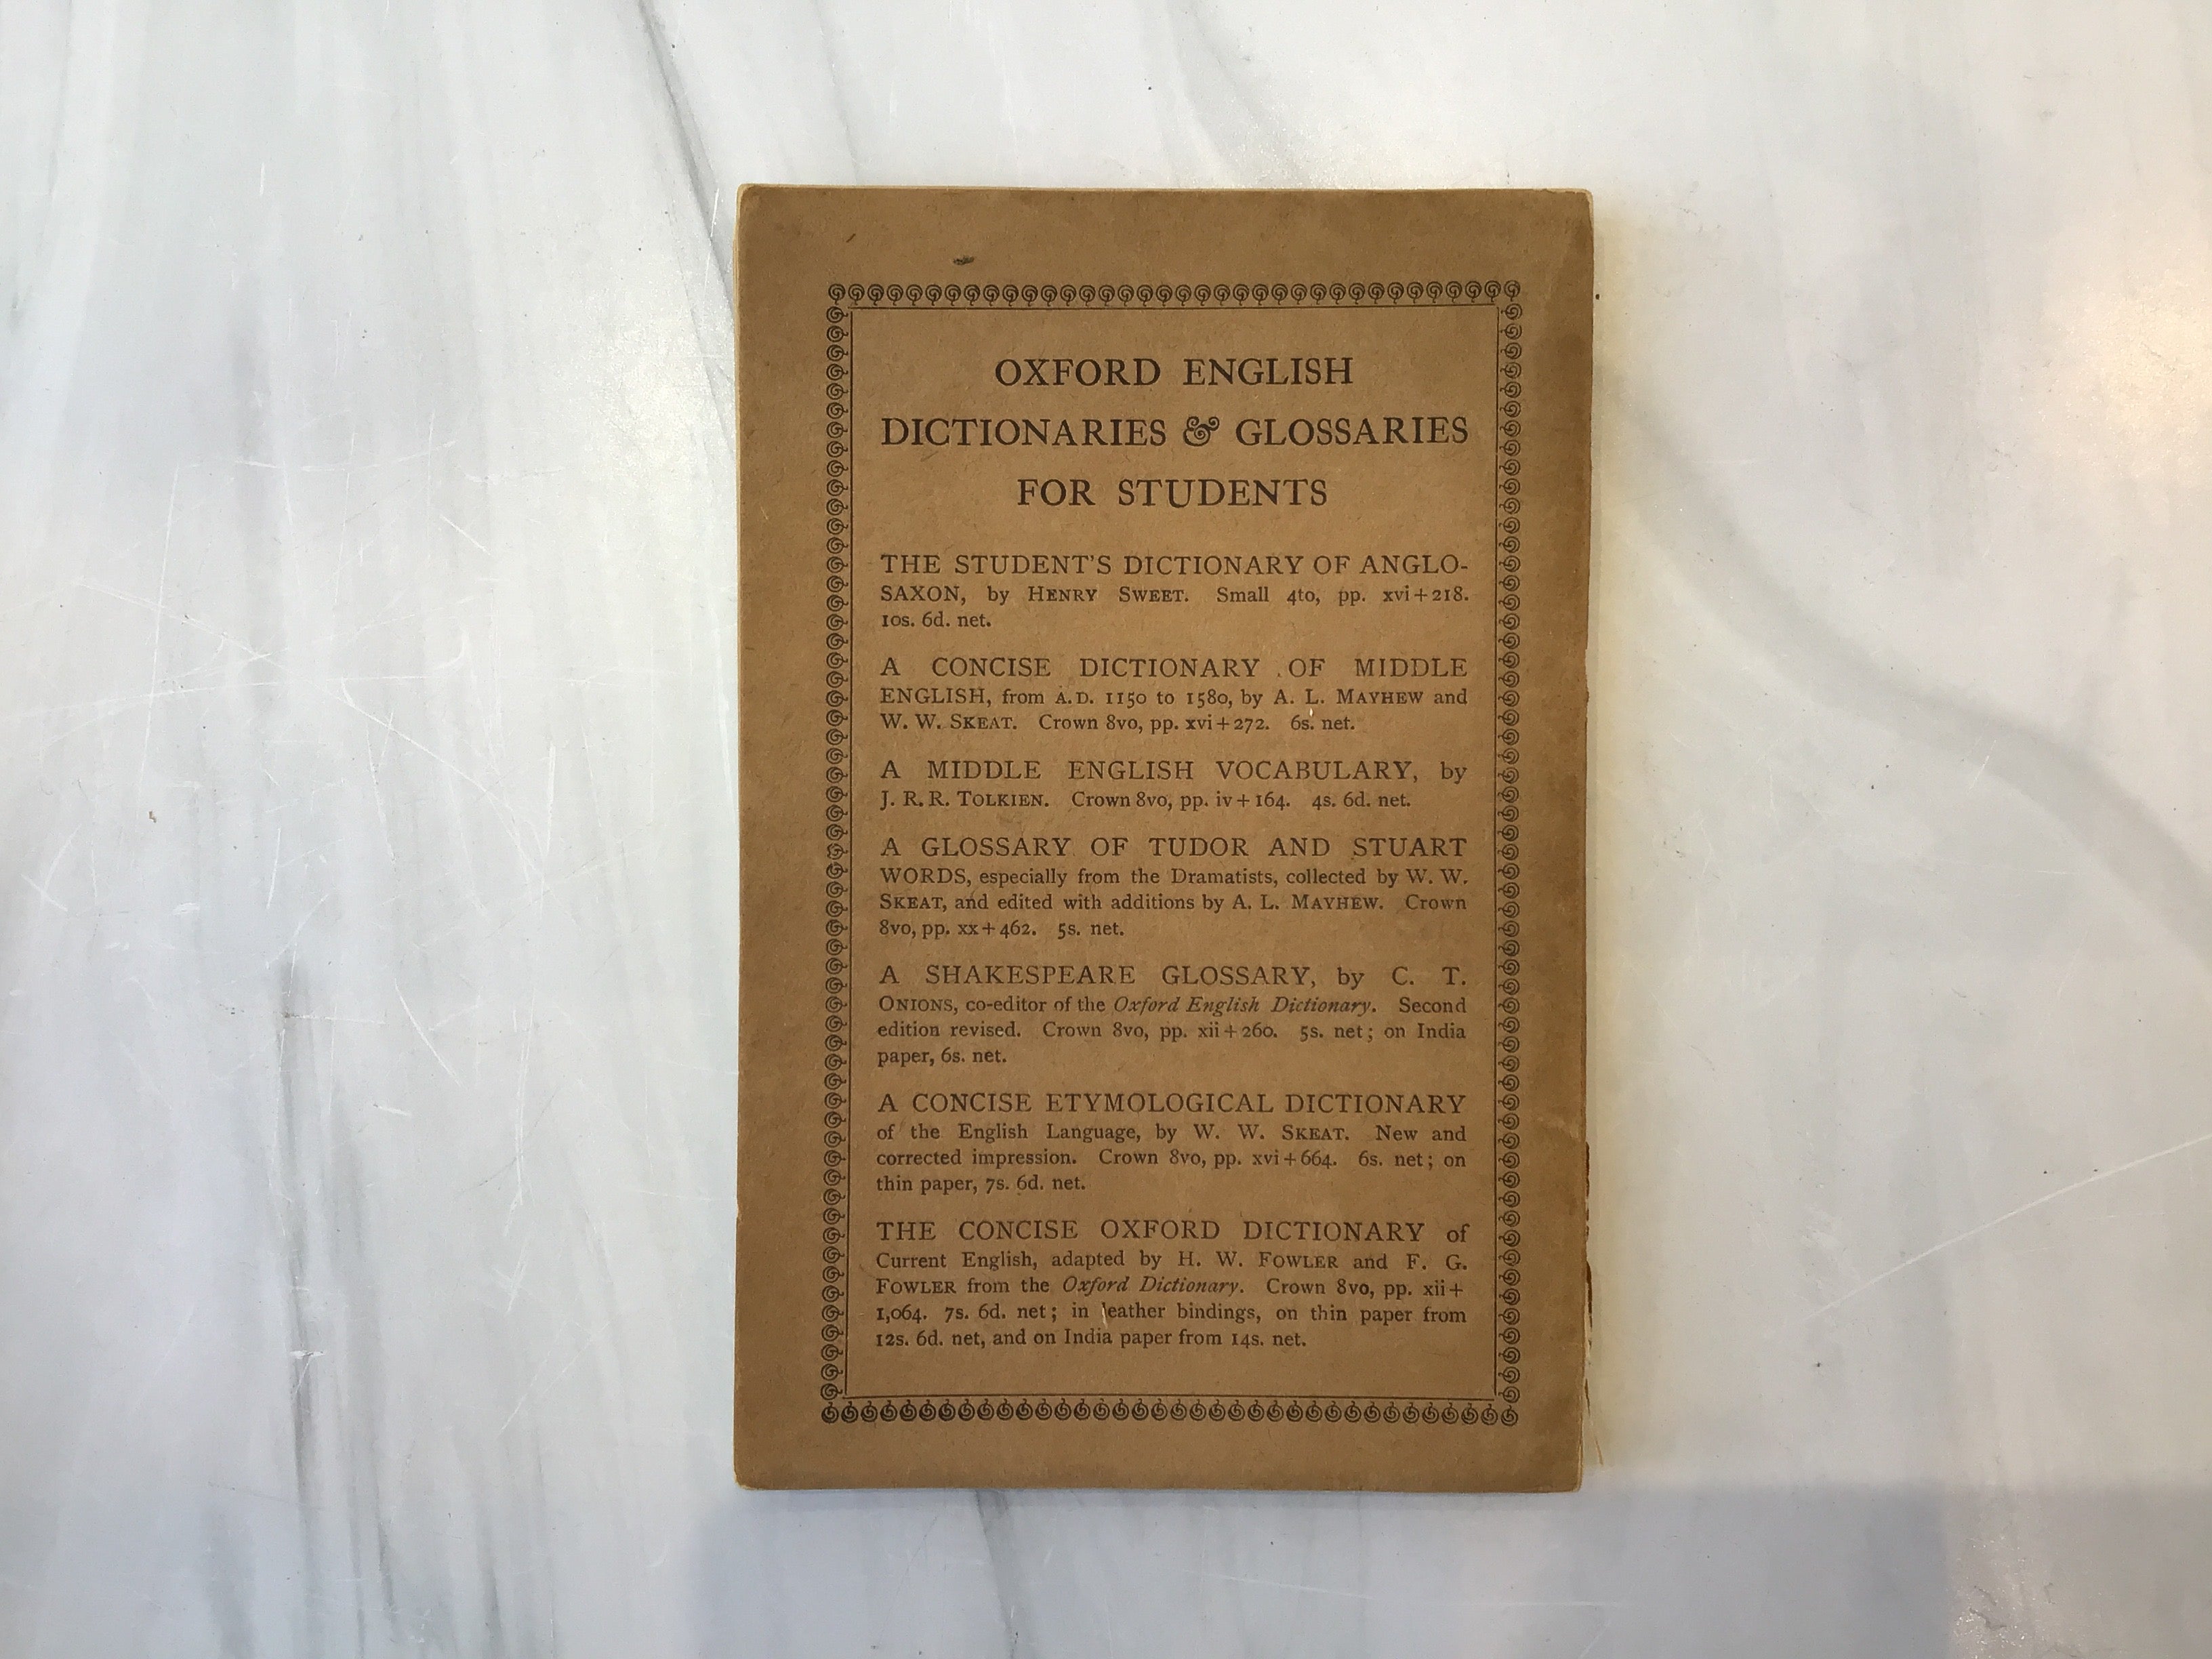 OXFORD ENGLISH
DICTIONARIES & GLOSSARIES
FOR STUDENTS
THE STUDENT'S DICTIONARY OF ANGLO-
SAXON, by HENRY SWEET. Small 4to, pp. xvi+218.
10s. 6d. net.
A CONCISE DICTIONARY OF MIDDLE
ENGLISH, from A.D. 1150 to 1580, by A. L. MAYHEW and
W. W. SKEAT. Crown 8vo, pp. xvi+272. 6s. net.
A MIDDLE ENGLISH VOCABULARY, by
J. R. R. TOLKIEN. Crown 8vo, pp. iv+164. 4s. 6d. net.
A GLOSSARY OF TUDOR AND STUART
WORDS, especially from the Dramatists, collected by W. W.
SKEAT, and edited with additions by A. L. MAYHEW. Crown
8vo, pp. xx+462. 5s. net.
A SHAKESPEARE GLOSSARY, by C. T.
ONIONS, co-editor of the Oxford English Dictionary. Second
edition revised. Crown 8vo, pp. xii+260. 5s. net; on India
paper, 6s. net.
A CONCISE ETYMOLOGICAL DICTIONARY
of the English Language, by W. W. SKEAT. New and
corrected impression. Crown 8vo, pp. xvi+664. 6s. net; on
thin paper, 7s. 6d. net.
THE CONCISE OXFORD DICTIONARY of
Current English, adapted by H. W. FOWLER and F. G.
FOWLER from the Oxford Dictionary. Crown 8vo, pp. xii+
1,064. 7s. 6d. net; in leather bindings, on thin paper from
12s. 6d. net, and on India paper from 14s. net.